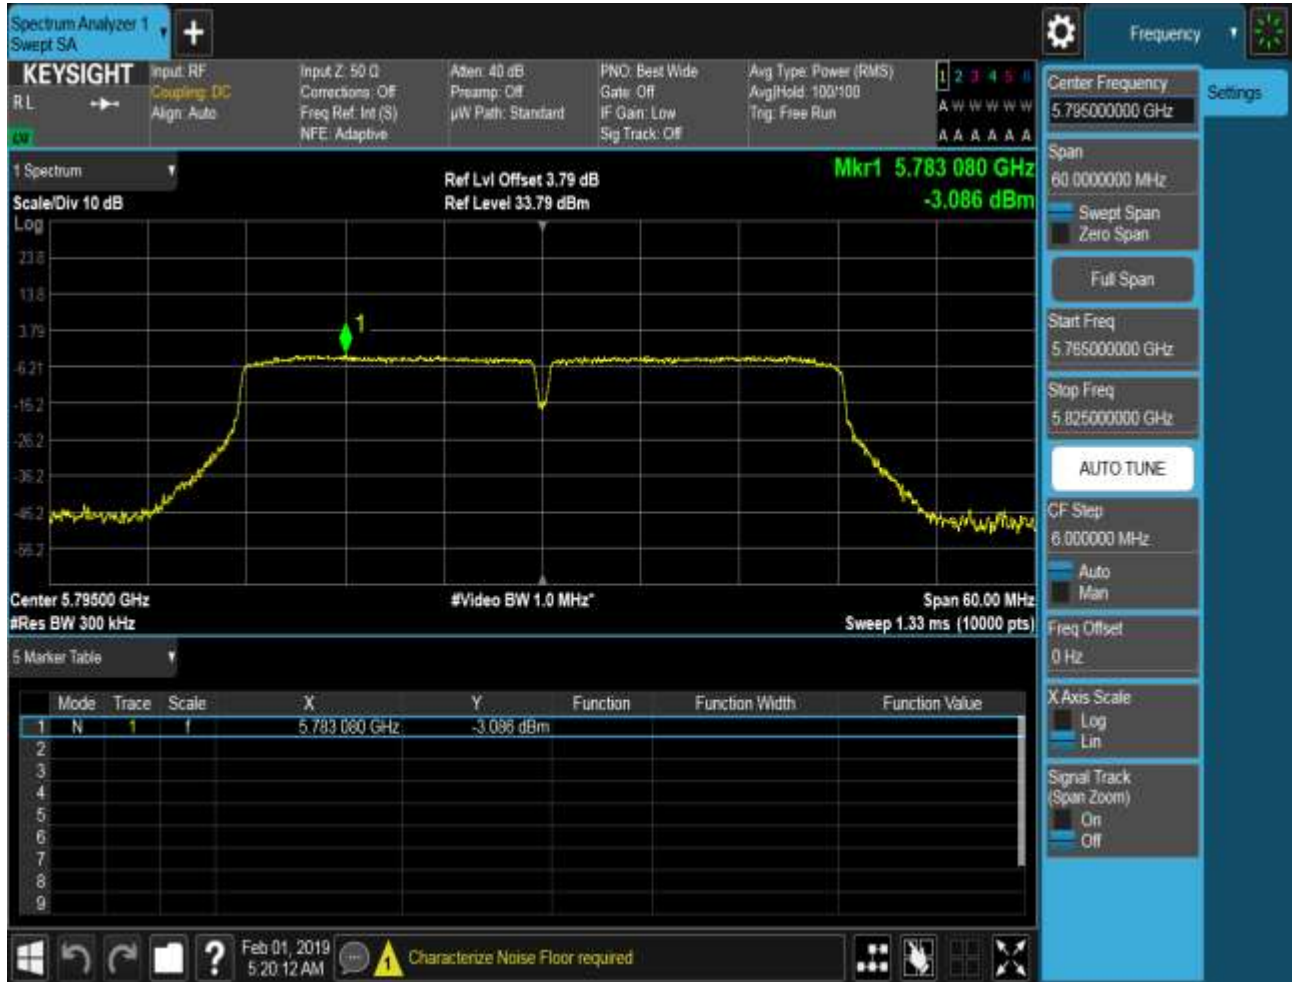 Spectrum Analyzer 1
Swept SA
+
Frequency
KEYSIGHT
R L
Input: RF
Coupling: DC
Align: Auto
Input Z: 50 Ω
Corrections: Off
Freq Ref: Int (S)
NFE: Adaptive
Atten: 40 dB
Preamp: Off
µW Path: Standard
PNO: Best Wide
Gate: Off
IF Gain: Low
Sig Track: Off
Avg Type: Power (RMS)
Avg|Hold: 100/100
Trig: Free Run
1 2 3 4 5 6
A W W W W W
A A A A A A
1 Spectrum
Scale/Div 10 dB
Ref Lvl Offset 3.79 dB
Ref Level 33.79 dBm
Mkr1 5.783 080 GHz
-3.086 dBm
Log
23.8
13.8
3.79
-6.21
-16.2
-26.2
-36.2
-46.2
-56.2
1
Center 5.79500 GHz
#Res BW 300 kHz
#Video BW 1.0 MHz*
Span 60.00 MHz
Sweep 1.33 ms (10000 pts)
5 Marker Table
Mode Trace Scale X Y Function Function Width Function Value
1 N 1 f 5.783 080 GHz -3.086 dBm
2
3
4
5
6
7
8
9
Feb 01, 2019
5:20:12 AM
?
1
Characterize Noise Floor required
Center Frequency
5.795000000 GHz
Settings
Span
60.0000000 MHz
Swept Span
Zero Span
Full Span
Start Freq
5.765000000 GHz
Stop Freq
5.825000000 GHz
AUTO TUNE
CF Step
6.000000 MHz
Auto
Man
Freq Offset
0 Hz
X Axis Scale
Log
Lin
Signal Track
(Span Zoom)
On
Off